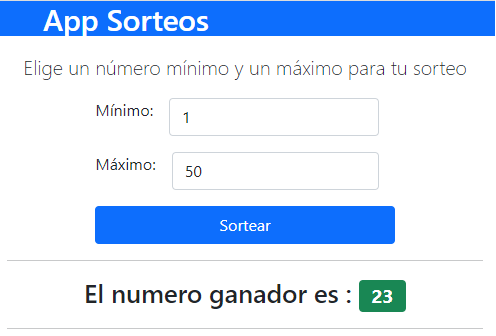 App Sorteos
Elige un número mínimo y un máximo para tu sorteo
Mínimo: 1
Máximo: 50
Sortear
El numero ganador es : 23